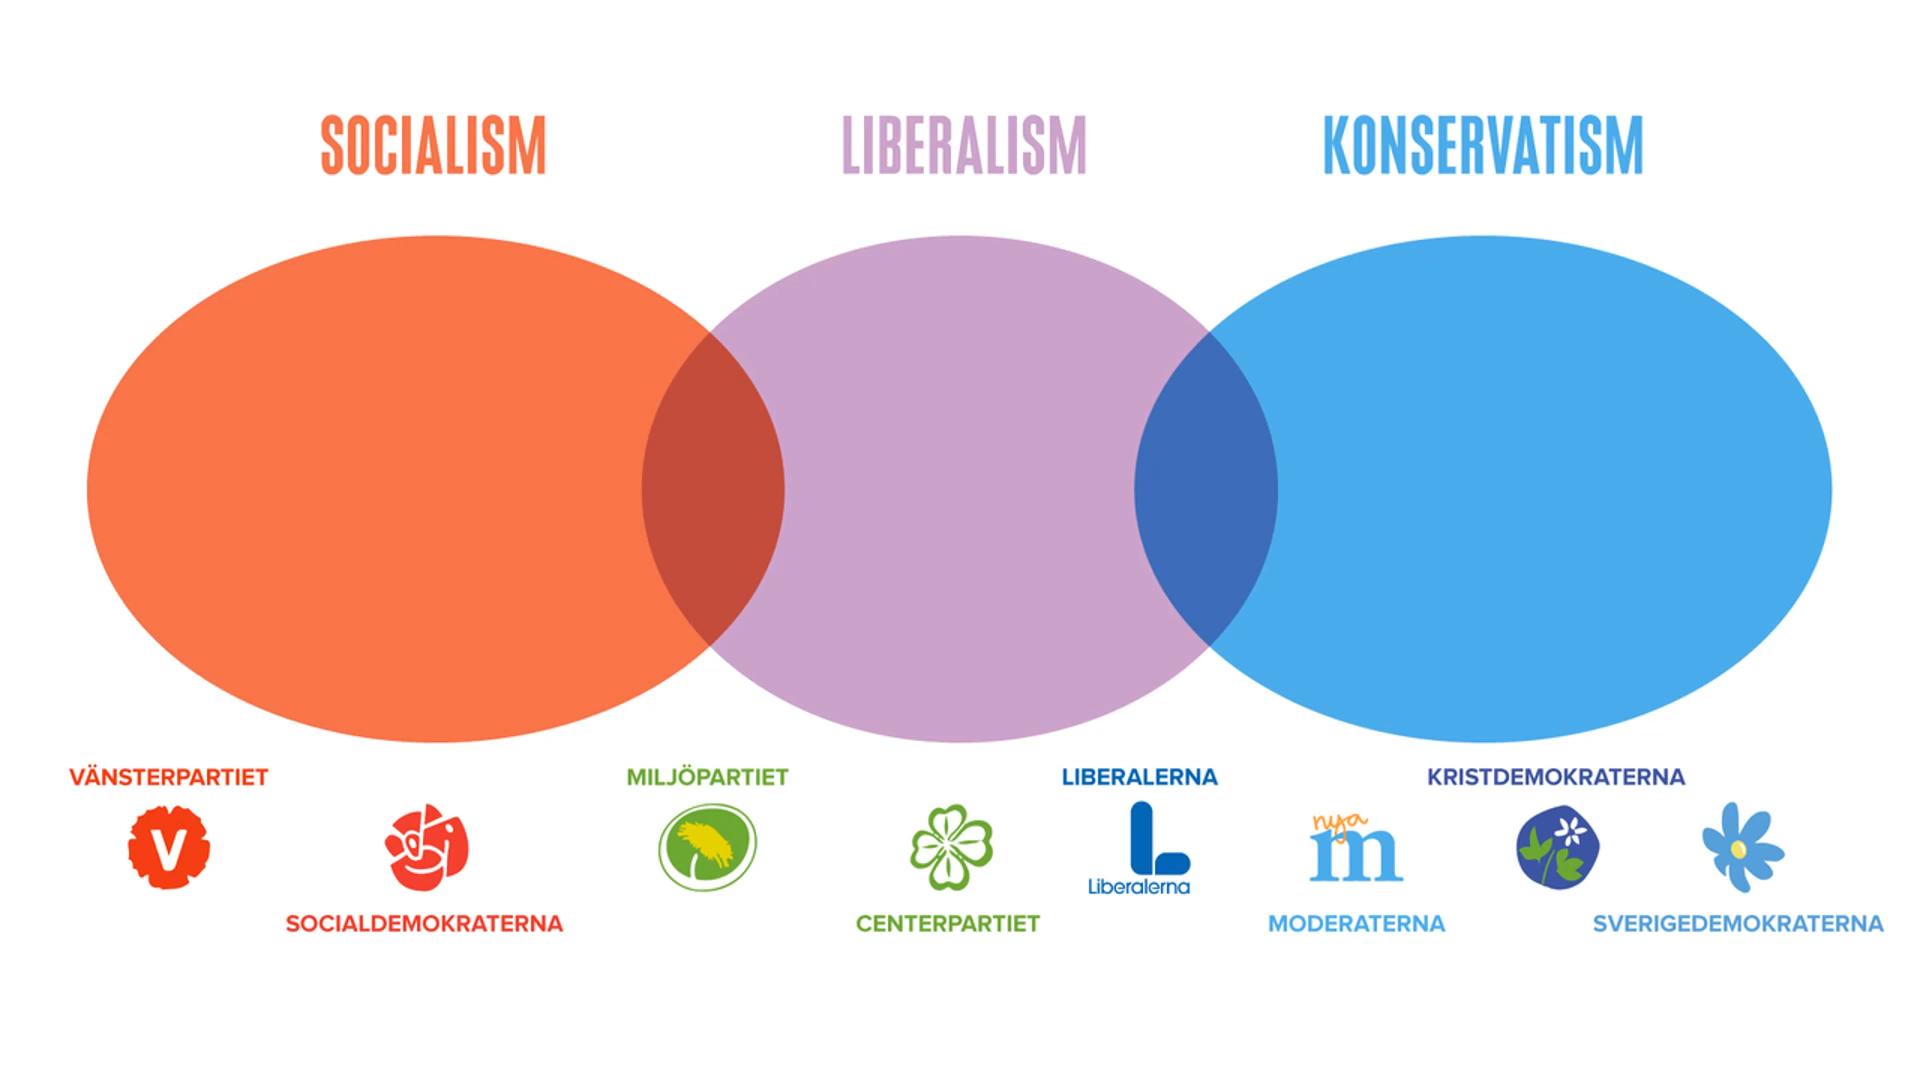 SOCIALISM
LIBERALISM
KONSERVATISM
VÄNSTERPARTIET
MILJÖPARTIET
LIBERALERNA
KRISTDEMOKRATERNA
V
nya
m
Liberalerna
SOCIALDEMOKRATERNA
CENTERPARTIET
MODERATERNA
SVERIGEDEMOKRATERNA